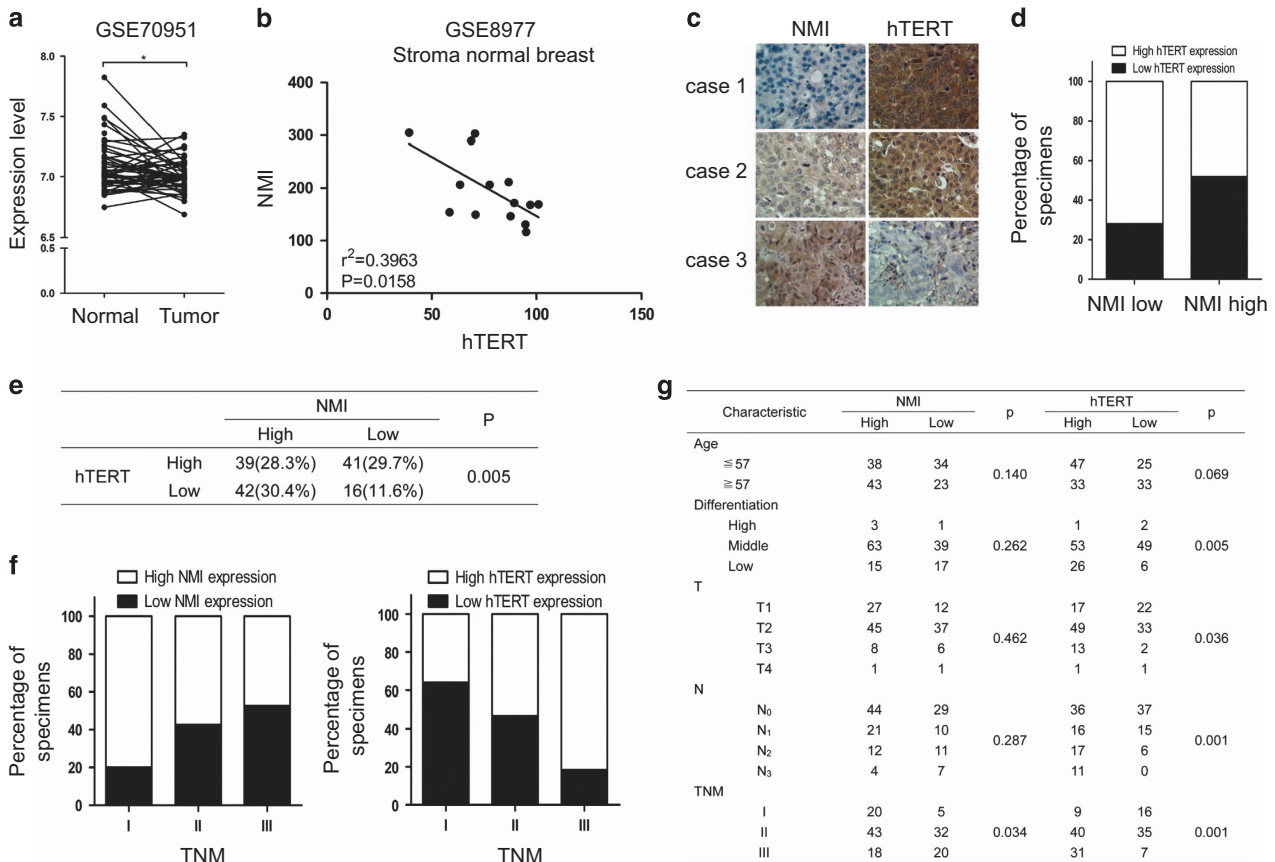 a
GSE70951
8.0
*
7.5
7.0
6.5
0.5
0.0
Expression level
Normal Tumor
b
GSE8977
Stroma normal breast
400
300
200
100
0
NMI
r2=0.3963
P=0.0158
0 50 100 150
hTERT
c
NMI hTERT
case 1
case 2
case 3
d
High hTERT expression
Low hTERT expression
100
80
60
40
20
0
Percentage of
specimens
NMI low NMI high
e
NMI P
High Low
hTERT High 39(28.3%) 41(29.7%) 0.005
Low 42(30.4%) 16(11.6%)
f
High NMI expression
Low NMI expression
100
80
60
40
20
0
Percentage of
specimens
I II III
TNM
High hTERT expression
Low hTERT expression
100
80
60
40
20
0
Percentage of
specimens
I II III
TNM
g
Characteristic NMI p hTERT p
High Low High Low
Age
≦57 38 34 0.140 47 25 0.069
≧57 43 23 33 33
Differentiation
High 3 1 1 2
Middle 63 39 0.262 53 49 0.005
Low 15 17 26 6
T
T1 27 12 17 22
T2 45 37 0.462 49 33 0.036
T3 8 6 13 2
T4 1 1 1 1
N
N0 44 29 36 37
N1 21 10 0.287 16 15 0.001
N2 12 11 17 6
N3 4 7 11 0
TNM
I 20 5 9 16
II 43 32 0.034 40 35 0.001
III 18 20 31 7